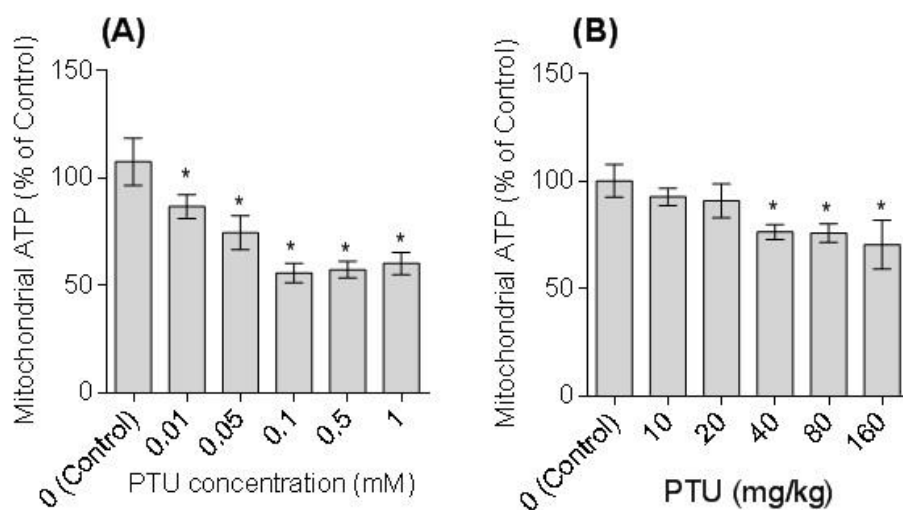 (A)
Mitochondrial ATP (% of Control)
150
100
50
0
* * * * *
0 (Control) 0.01 0.05 0.1 0.5 1
PTU concentration (mM)
(B)
Mitochondrial ATP (% of Control)
150
100
50
0
* * *
0 (Control) 10 20 40 80 160
PTU (mg/kg)